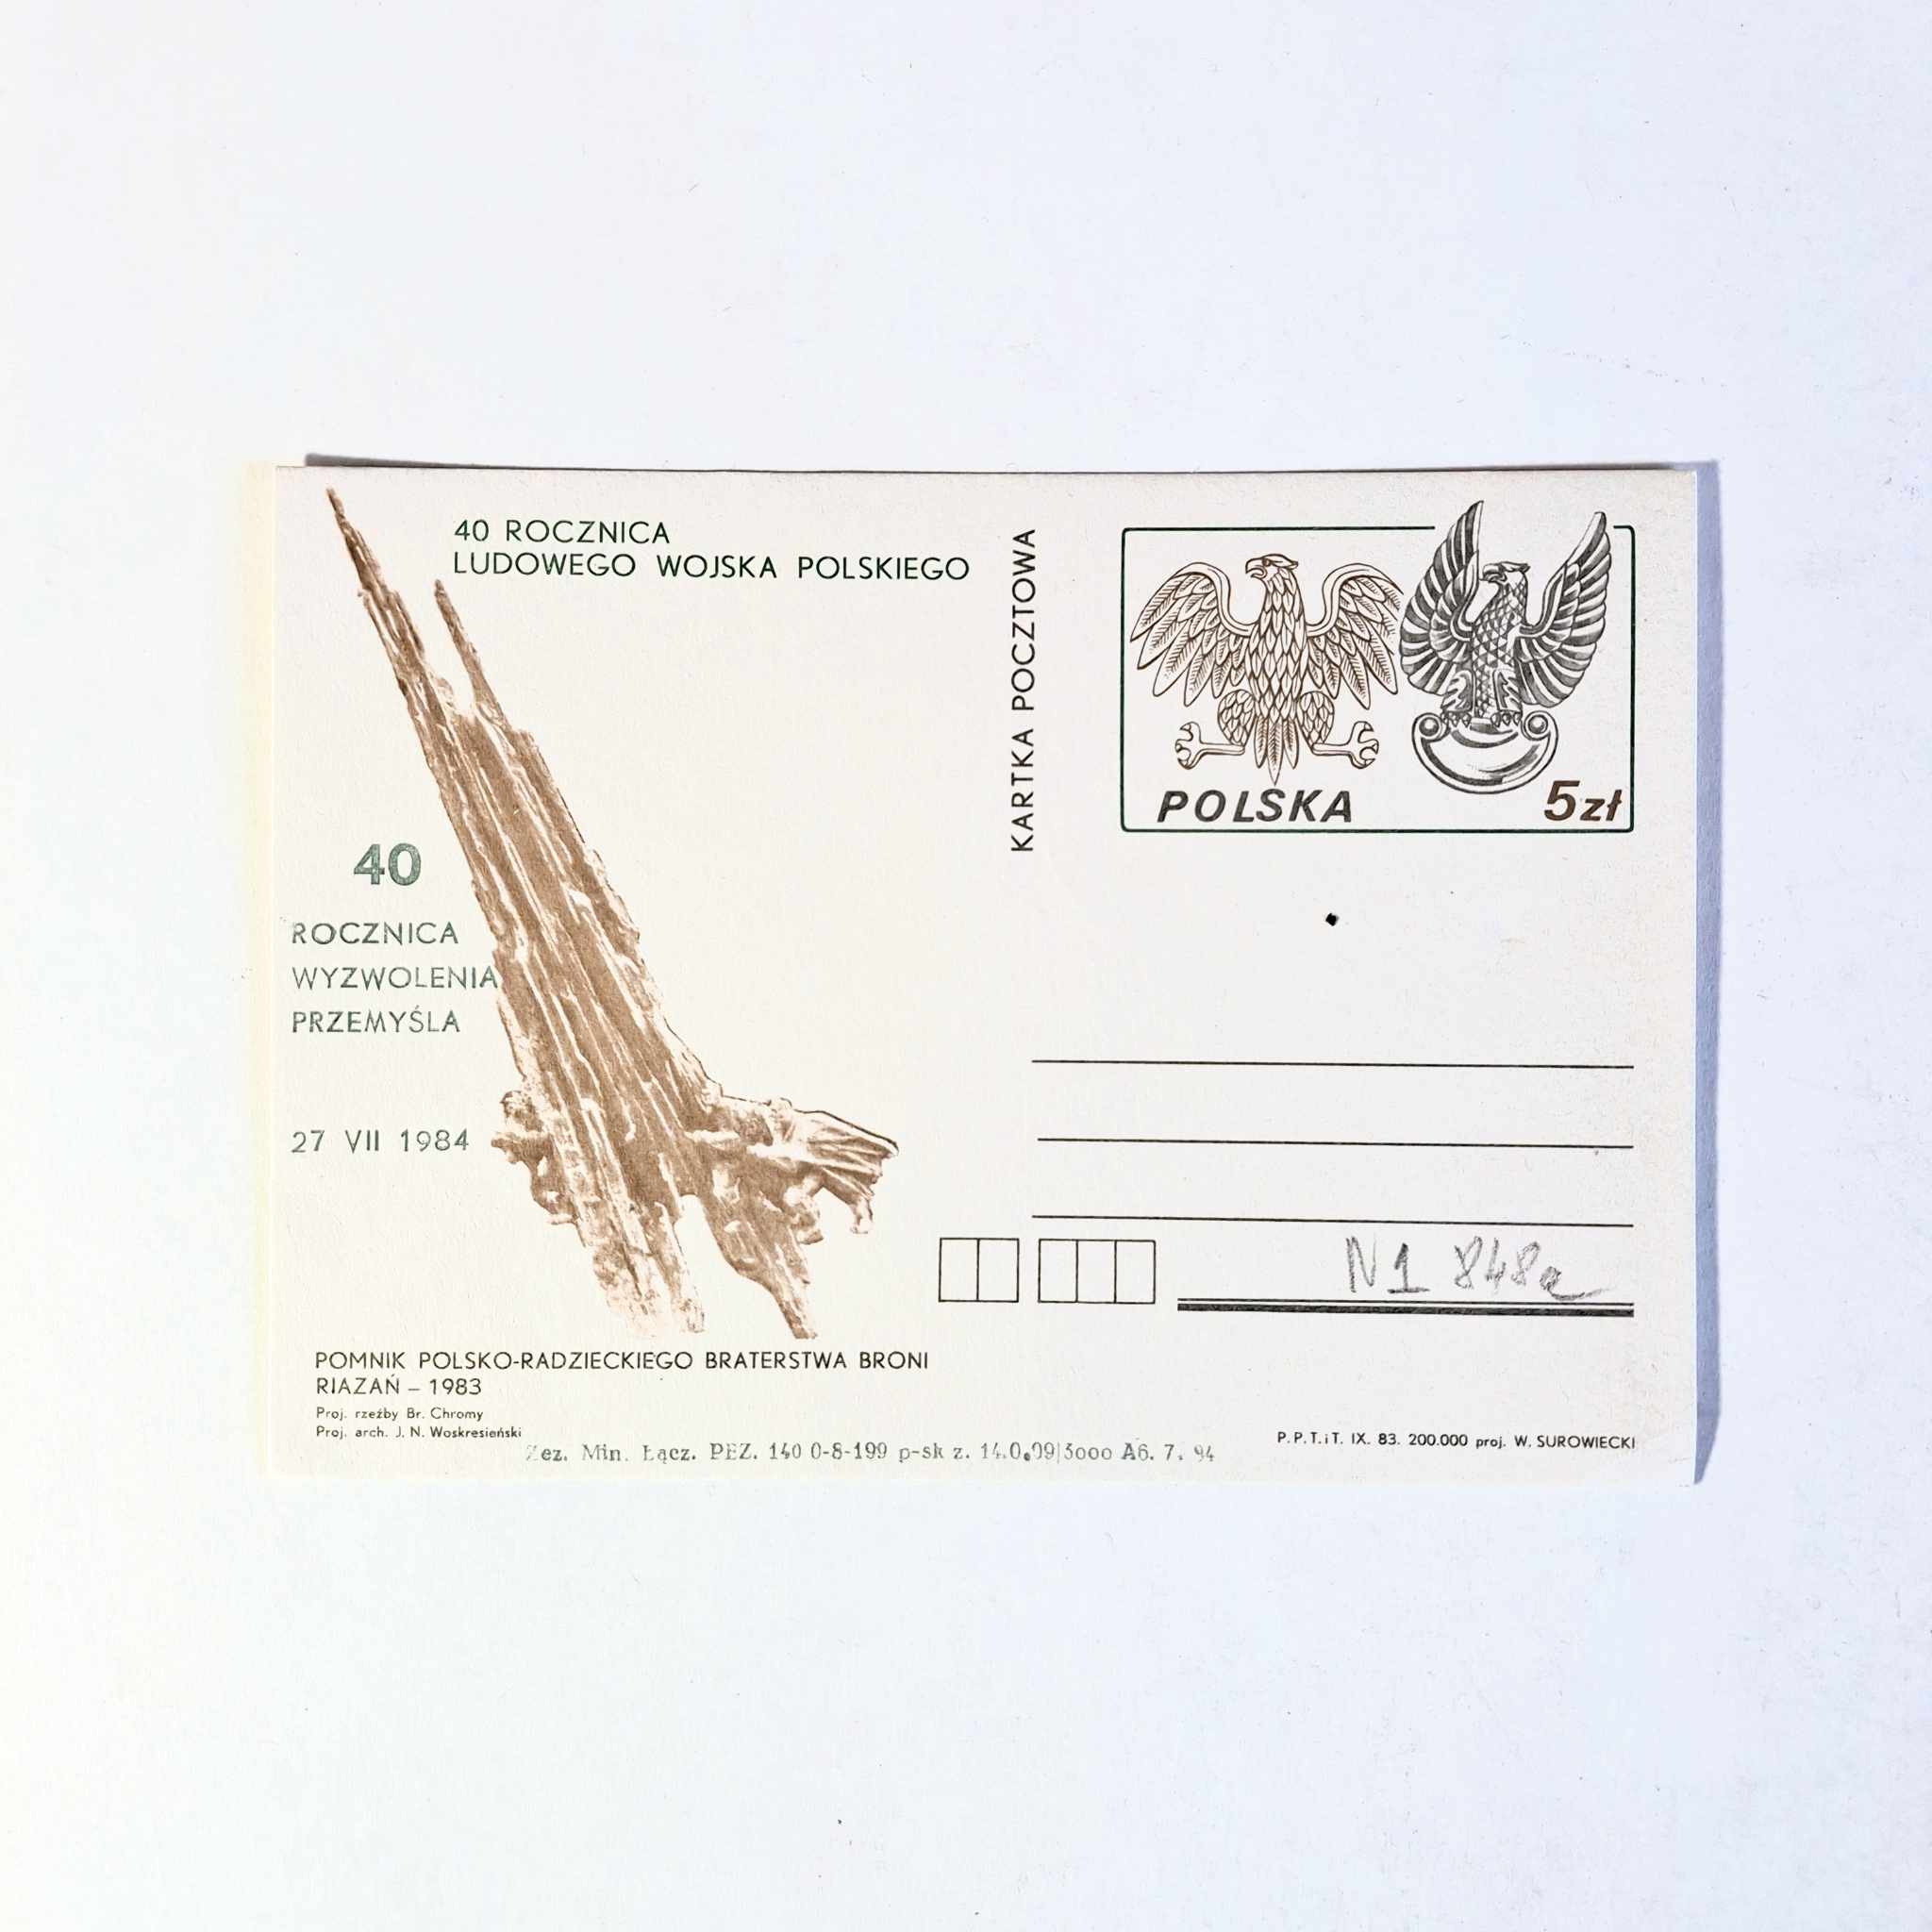 40 ROCZNICA
LUDOWEGO WOJSKA POLSKIEGO
40
ROCZNICA
WYZWOLENIA
PRZEMYŚLA
27 VII 1984
POMNIK POLSKO-RADZIECKIEGO BRATERSTWA BRONI
RIAZAŃ – 1983
Proj. rzeźby Br. Chromy
Proj. arch. J. N. Woskresieński
Zez. Min. Łącz. PEZ. 140 0-8-199 p-sk z. 14.0.09|3000 A6. 7. 94
KARTKA POCZTOWA
POLSKA
5zł
N1 848a
P.P.T.iT. IX. 83. 200.000 proj. W. SUROWIECKI